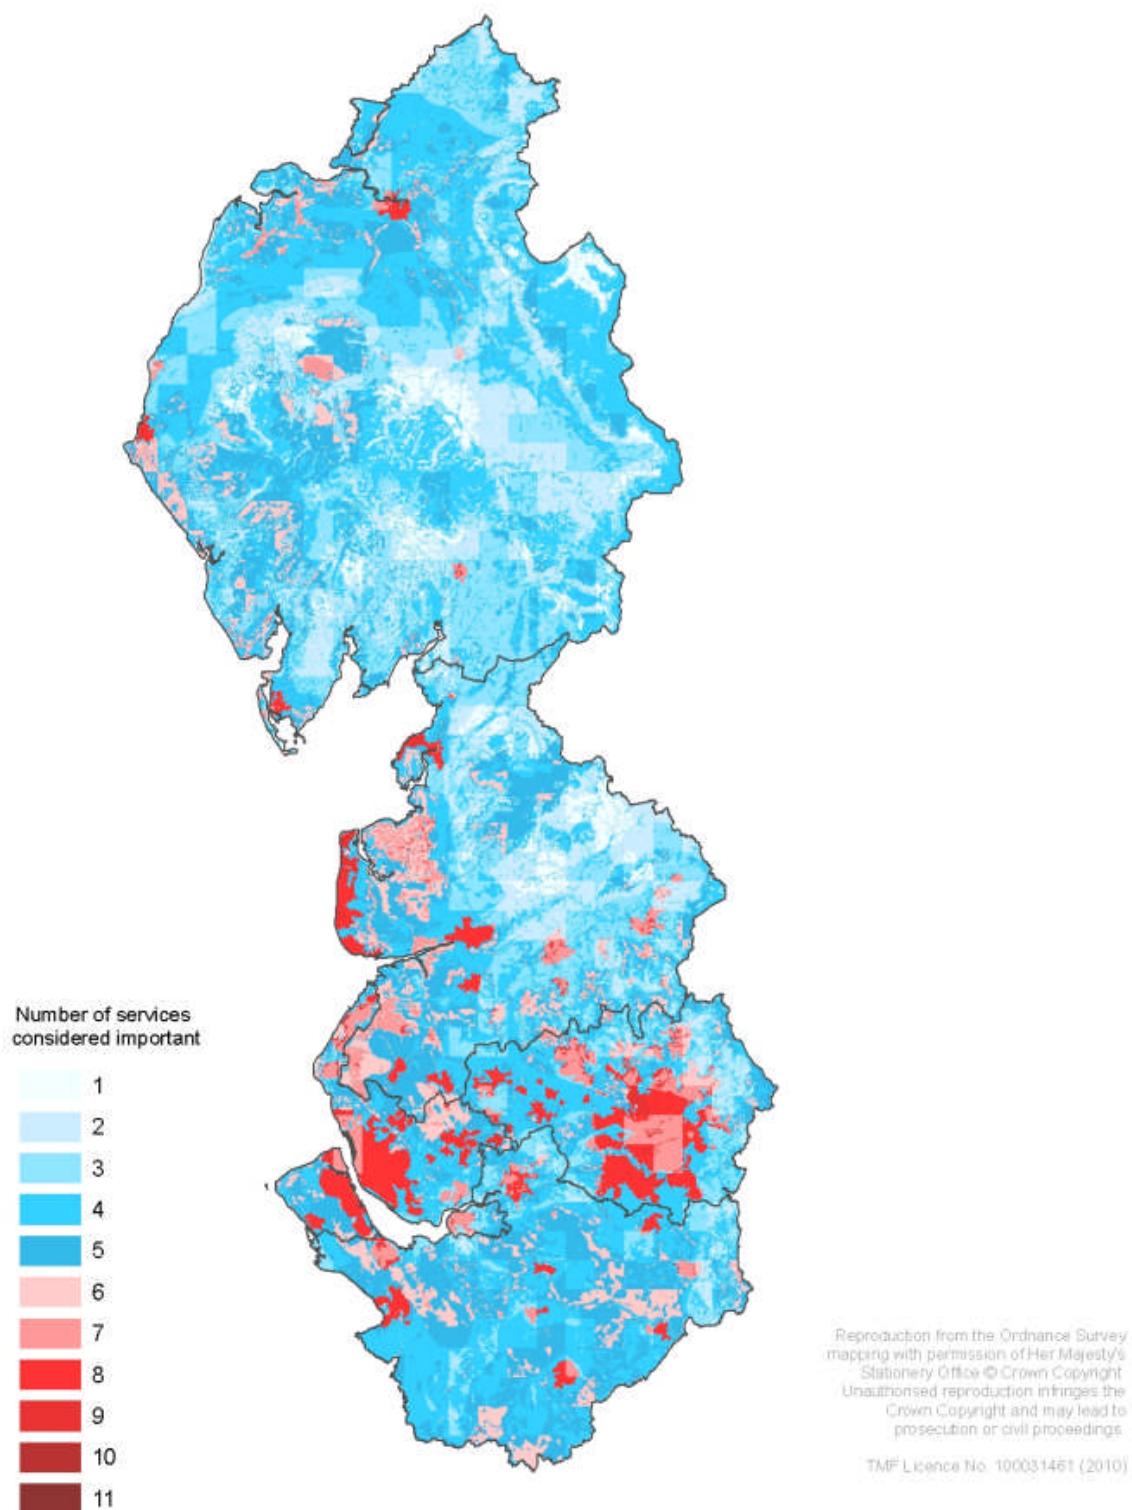 Number of services
considered important
1
2
3
4
5
6
7
8
9
10
11
Reproduction from the Ordnance Survey
mapping with permission of Her Majesty's
Stationery Office © Crown Copyright
Unauthorised reproduction infringes the
Crown Copyright and may lead to
prosecution or civil proceedings
TMF Licence No. 100031461 (2010)